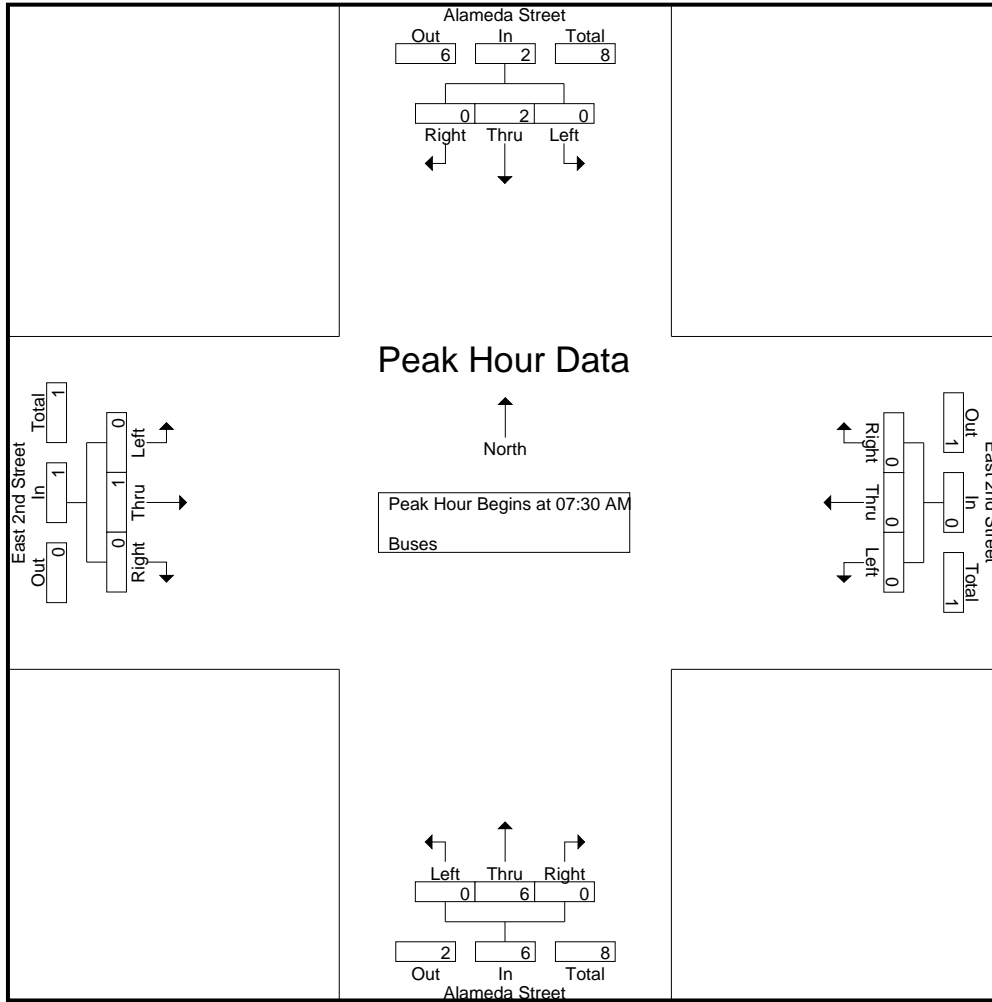 Alameda Street
Out In Total
6 2 8
0 2 0
Right Thru Left
Peak Hour Data
North
Peak Hour Begins at 07:30 AM
Buses
East 2nd Street
Out In Total
0 1 1
0 1 0
Left Thru Right
East 2nd Street
Out In Total
1 0 1
0 0 0
Right Thru Left
Left Thru Right
0 6 0
2 6 8
Out In Total
Alameda Street